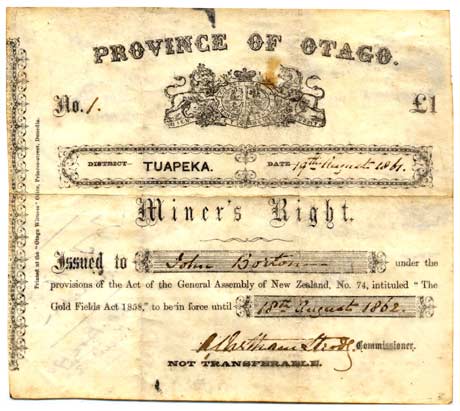 PROVINCE OF OTAGO.
No. 1. £1
DISTRICT TUAPEKA. DATE 19th August 1861.
Miner's Right.
Issued to John Borton under the
provisions of the Act of the General Assembly of New Zealand, No. 74, intituled "The
Gold Fields Act 1858," to be in force until 18th August 1862.
Commissioner.
NOT TRANSFERABLE.
Printed at the "Otago Witness" Office, Princes-street, Dunedin.